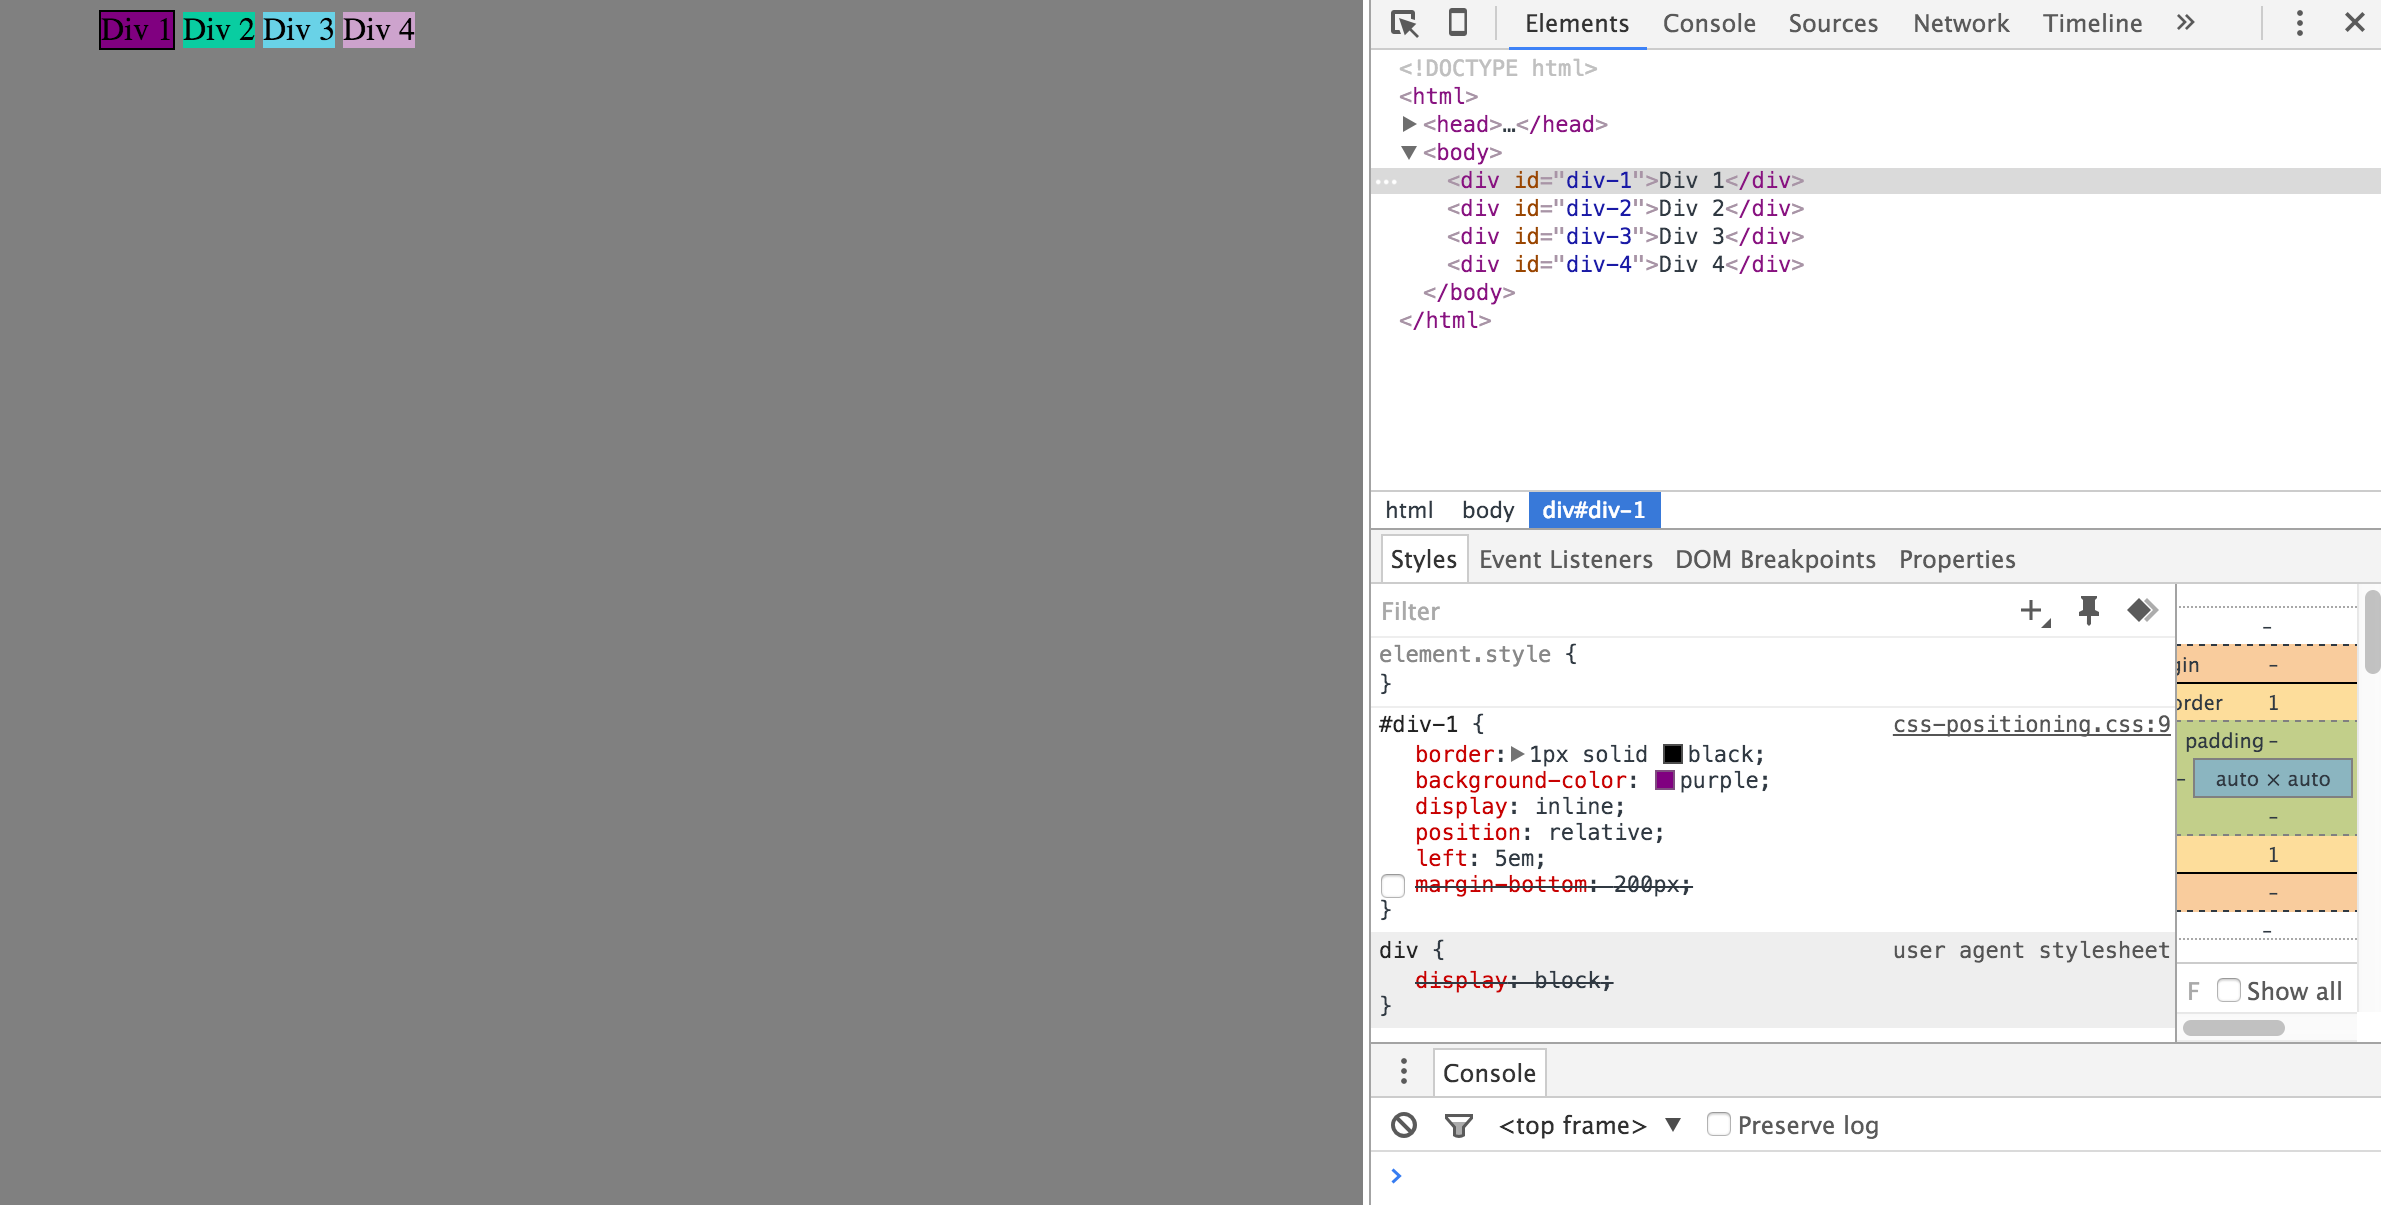 Div 1 Div 2 Div 3 Div 4
Elements Console Sources Network Timeline »
<!DOCTYPE html>
<html>
<head>…</head>
<body>
<div id="div-1">Div 1</div>
<div id="div-2">Div 2</div>
<div id="div-3">Div 3</div>
<div id="div-4">Div 4</div>
</body>
</html>
html body div#div-1
Styles Event Listeners DOM Breakpoints Properties
Filter
element.style {
}
#div-1 { css-positioning.css:9
border: 1px solid black;
background-color: purple;
display: inline;
position: relative;
left: 5em;
margin-bottom: 200px;
}
div { user agent stylesheet
display: block;
}
-
gin -
order 1
padding -
- auto × auto
-
1
-
-
F Show all
Console
<top frame> ▼ Preserve log
>